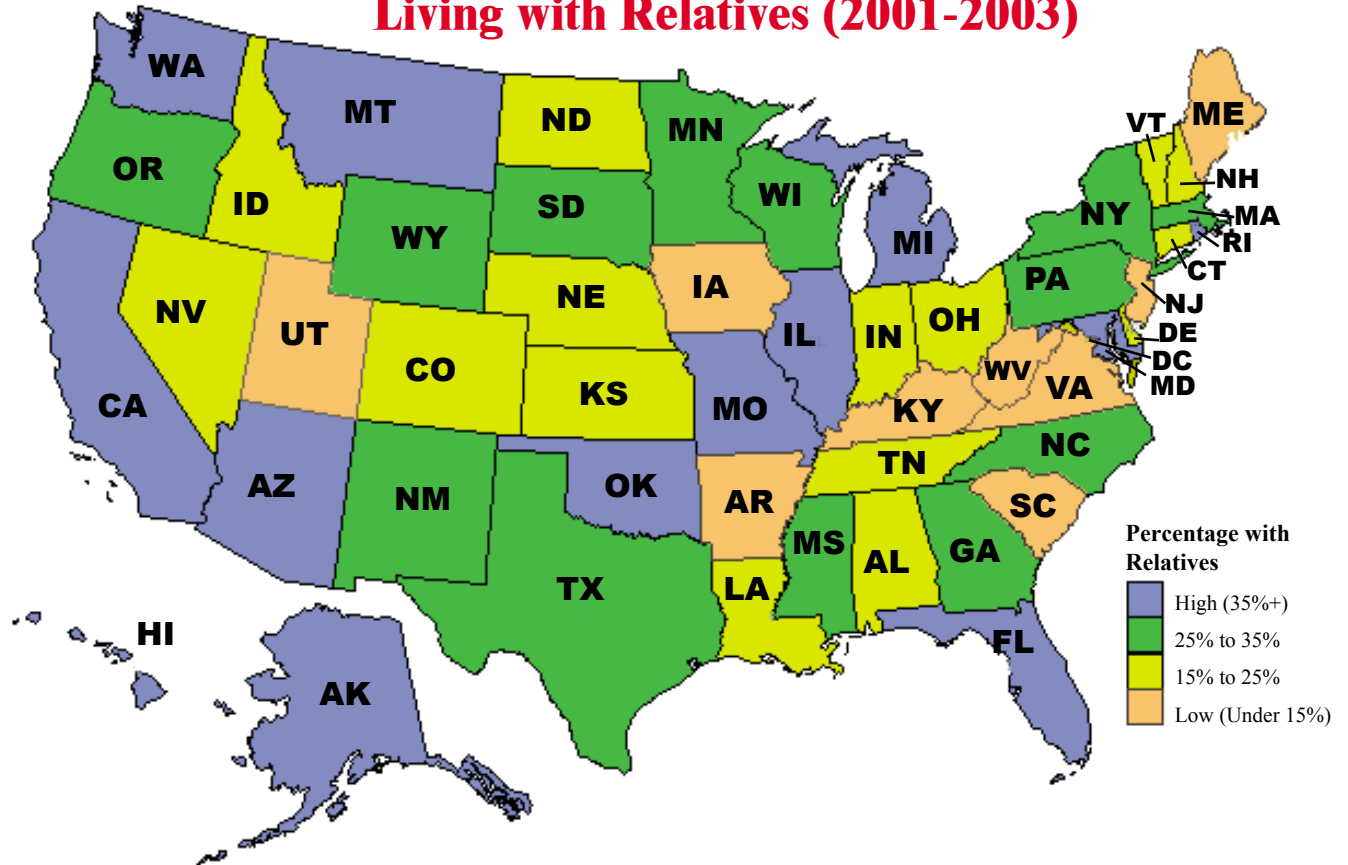 Living with Relatives (2001-2003)
WA
MT
ND
MN
VT
ME
OR
ID
WY
SD
WI
MI
NY
NH
MA
RI
CT
NV
UT
CO
NE
IA
IL
IN
OH
PA
NJ
DE
DC
MD
CA
KS
MO
KY
WV
VA
AZ
NM
OK
AR
TN
NC
SC
TX
LA
MS
AL
GA
FL
HI
AK
Percentage with
Relatives
High (35%+)
25% to 35%
15% to 25%
Low (Under 15%)